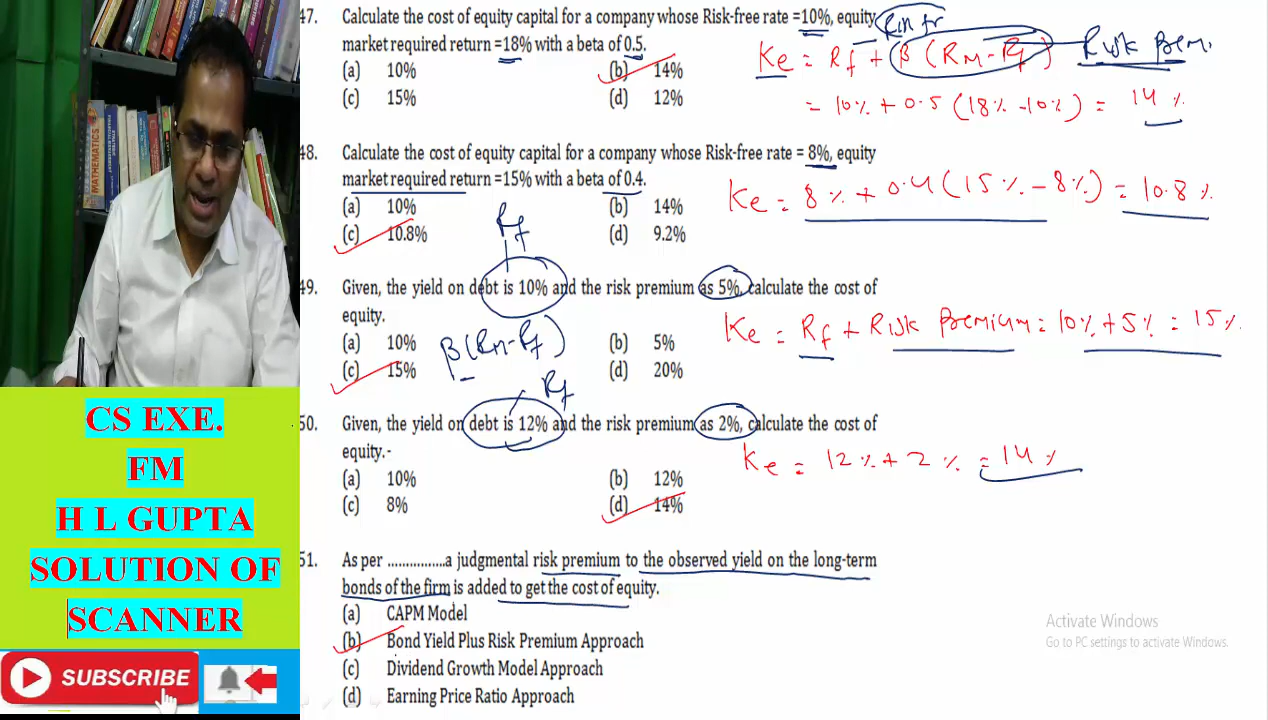 47. Calculate the cost of equity capital for a company whose Risk-free rate =10%, equity
market required return =18% with a beta of 0.5.
(a) 10% (b) 14%
(c) 15% (d) 12%
Ke = Rf + β (RM - Rf) Risk Premi
= 10% + 0.5 (18% - 10%) = 14%
48. Calculate the cost of equity capital for a company whose Risk-free rate = 8%, equity
market required return =15% with a beta of 0.4.
(a) 10% (b) 14%
(c) 10.8% (d) 9.2%
Ke = 8% + 0.4 (15% - 8%) = 10.8%
Rf
49. Given, the yield on debt is 10% and the risk premium as 5%, calculate the cost of
equity.
(a) 10% (b) 5%
(c) 15% (d) 20%
β(RM-Rf)
Ke = Rf + Risk Premium = 10% + 5% = 15%
Rf
50. Given, the yield on debt is 12% and the risk premium as 2%, calculate the cost of
equity.-
(a) 10% (b) 12%
(c) 8% (d) 14%
Ke = 12% + 2% = 14%
51. As per .................a judgmental risk premium to the observed yield on the long-term
bonds of the firm is added to get the cost of equity.
(a) CAPM Model
(b) Bond Yield Plus Risk Premium Approach
(c) Dividend Growth Model Approach
(d) Earning Price Ratio Approach
CS EXE.
FM
H L GUPTA
SOLUTION OF
SCANNER
SUBSCRIBE
Activate Windows
Go to PC settings to activate Windows.
MATHEMATICS